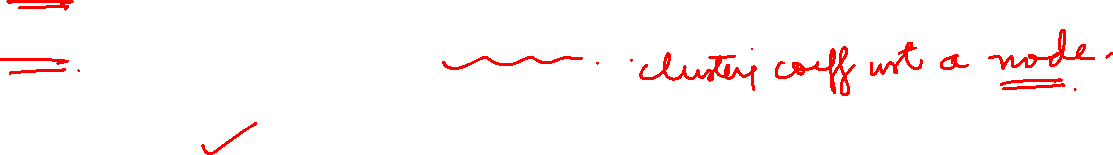 clustering coeff wrt a node.